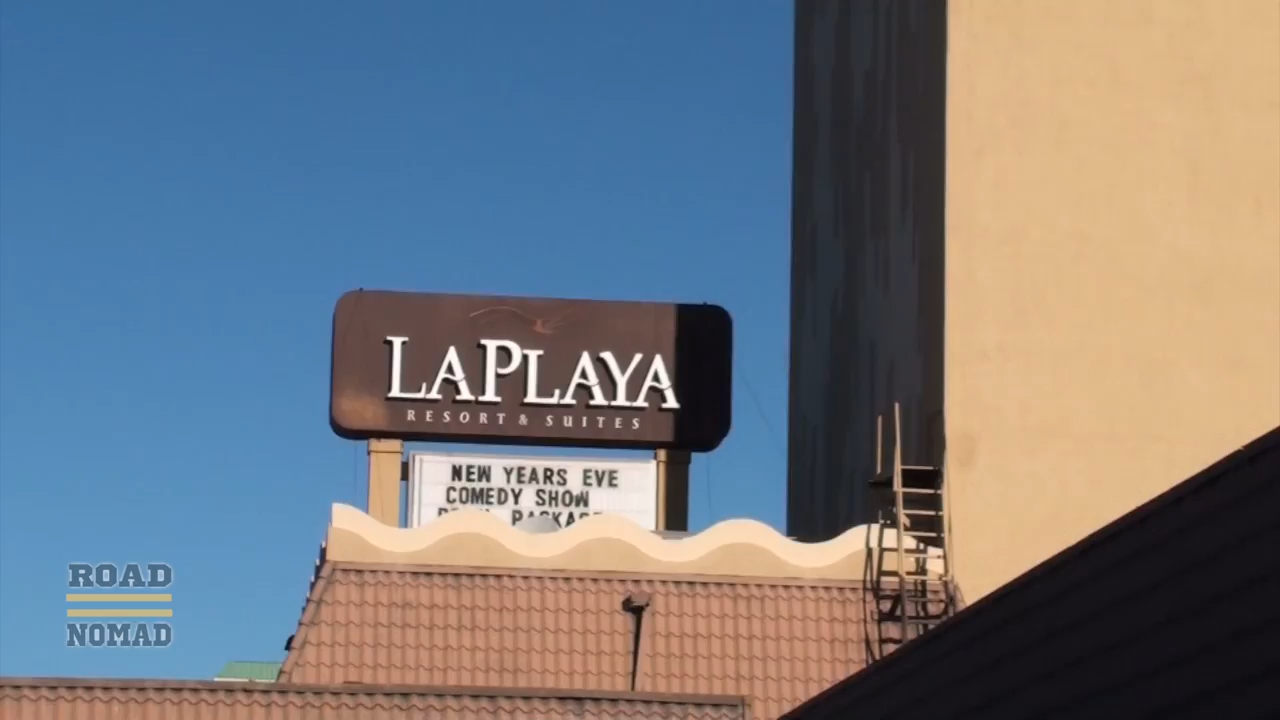 LAPLAYA
RESORT & SUITES
NEW YEARS EVE
COMEDY SHOW
ROAD
NOMAD